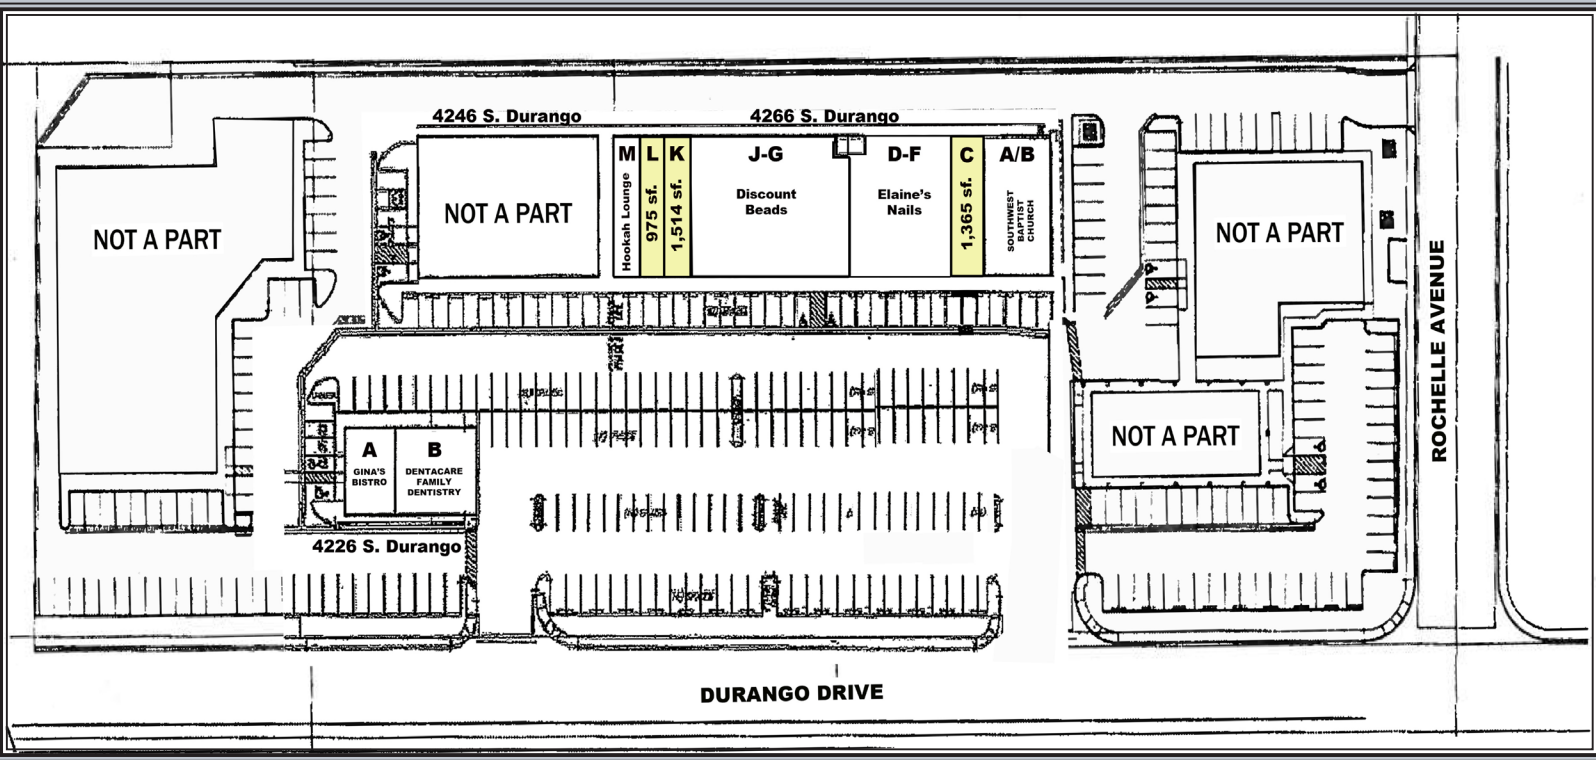 4246 S. Durango
4266 S. Durango
NOT A PART
NOT A PART
M
Hookah Lounge
L
975 sf.
K
1,514 sf.
J-G
Discount
Beads
D-F
Elaine's
Nails
C
1,365 sf.
A/B
SOUTHWEST
BAPTIST
CHURCH
NOT A PART
ROCHELLE AVENUE
A
GINA'S
BISTRO
B
DENTACARE
FAMILY
DENTISTRY
NOT A PART
4226 S. Durango
DURANGO DRIVE